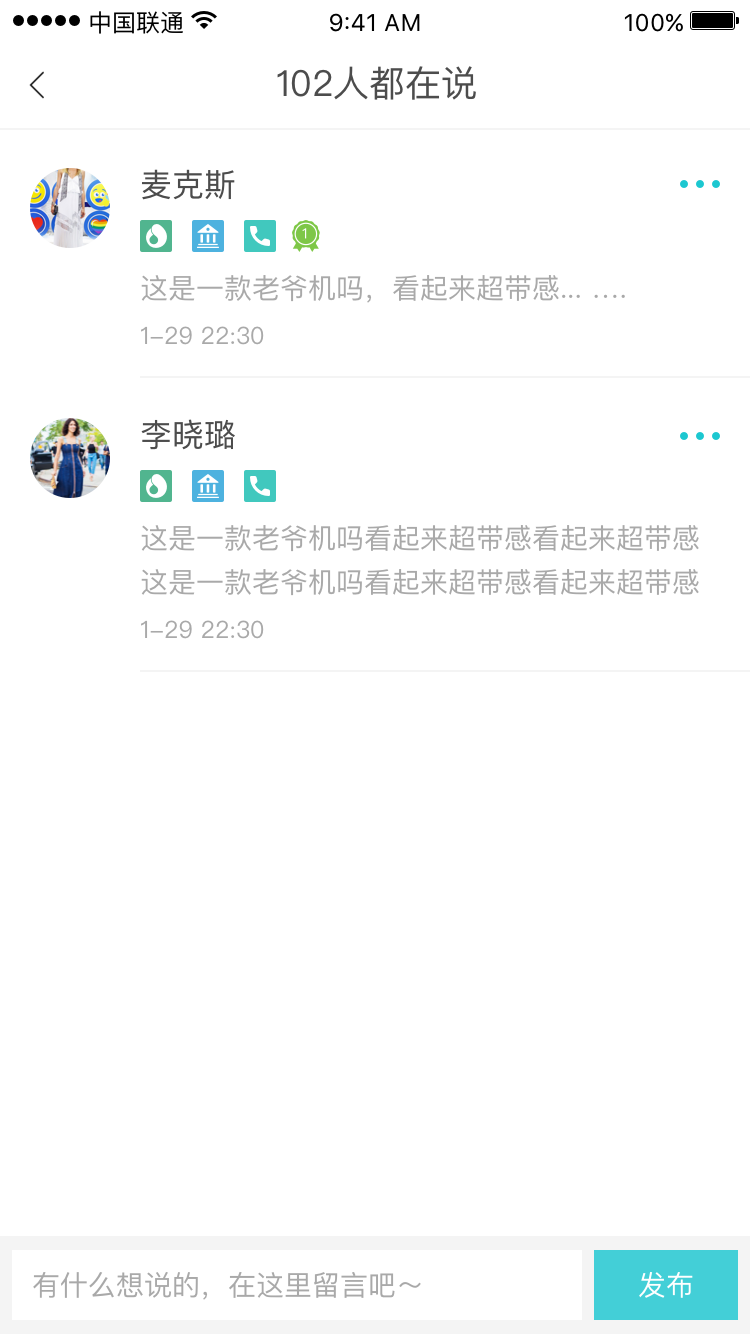 中国联通
9:41 AM
100%
102人都在说
麦克斯
1
这是一款老爷机吗，看起来超带感... ....
1-29 22:30
李晓璐
这是一款老爷机吗看起来超带感看起来超带感
这是一款老爷机吗看起来超带感看起来超带感
1-29 22:30
有什么想说的，在这里留言吧～
发布